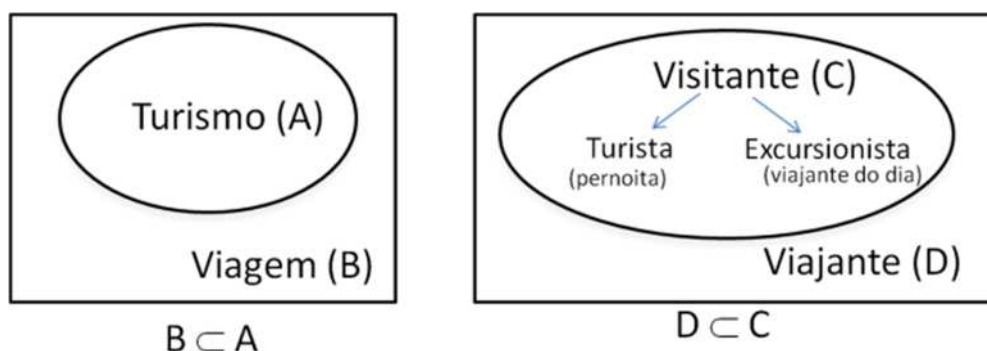 Turismo (A)
Viagem (B)
B ⊂ A
Visitante (C)
Turista
(pernoita)
Excursionista
(viajante do dia)
Viajante (D)
D ⊂ C